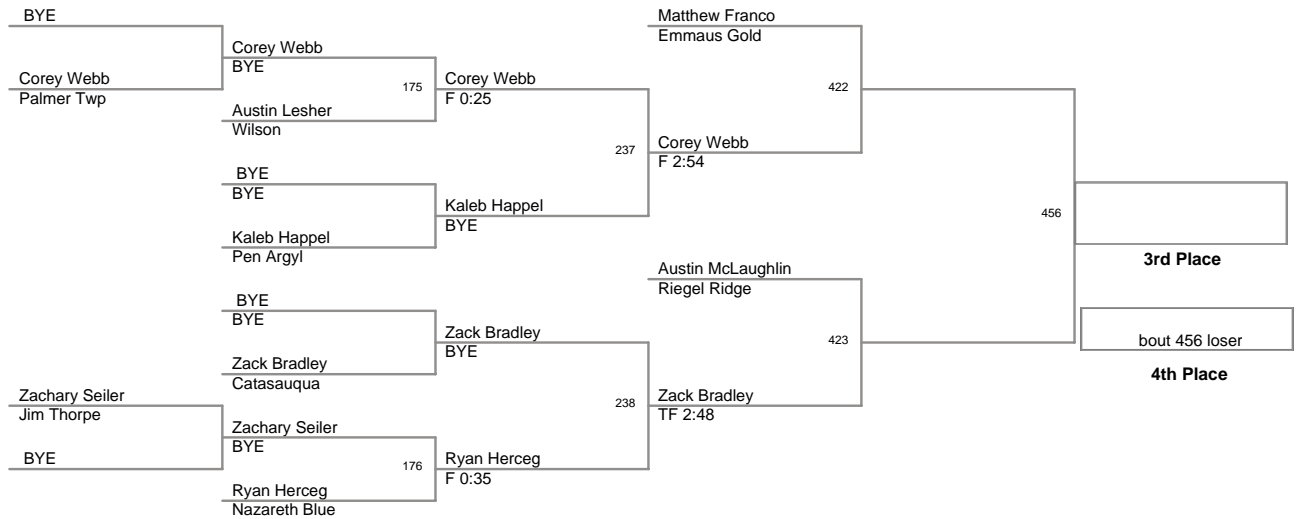 BYE
Corey Webb
Palmer Twp
Zachary Seiler
Jim Thorpe
BYE
Corey Webb
BYE
175
Austin Lesher
Wilson
BYE
BYE
Kaleb Happel
Pen Argyl
BYE
BYE
Zack Bradley
Catasauqua
Zachary Seiler
BYE
176
Ryan Herceg
Nazareth Blue
Corey Webb
F 0:25
237
Kaleb Happel
BYE
Zack Bradley
BYE
238
Ryan Herceg
F 0:35
Matthew Franco
Emmaus Gold
422
Corey Webb
F 2:54
Austin McLaughlin
Riegel Ridge
423
Zack Bradley
TF 2:48
456
3rd Place
bout 456 loser
4th Place